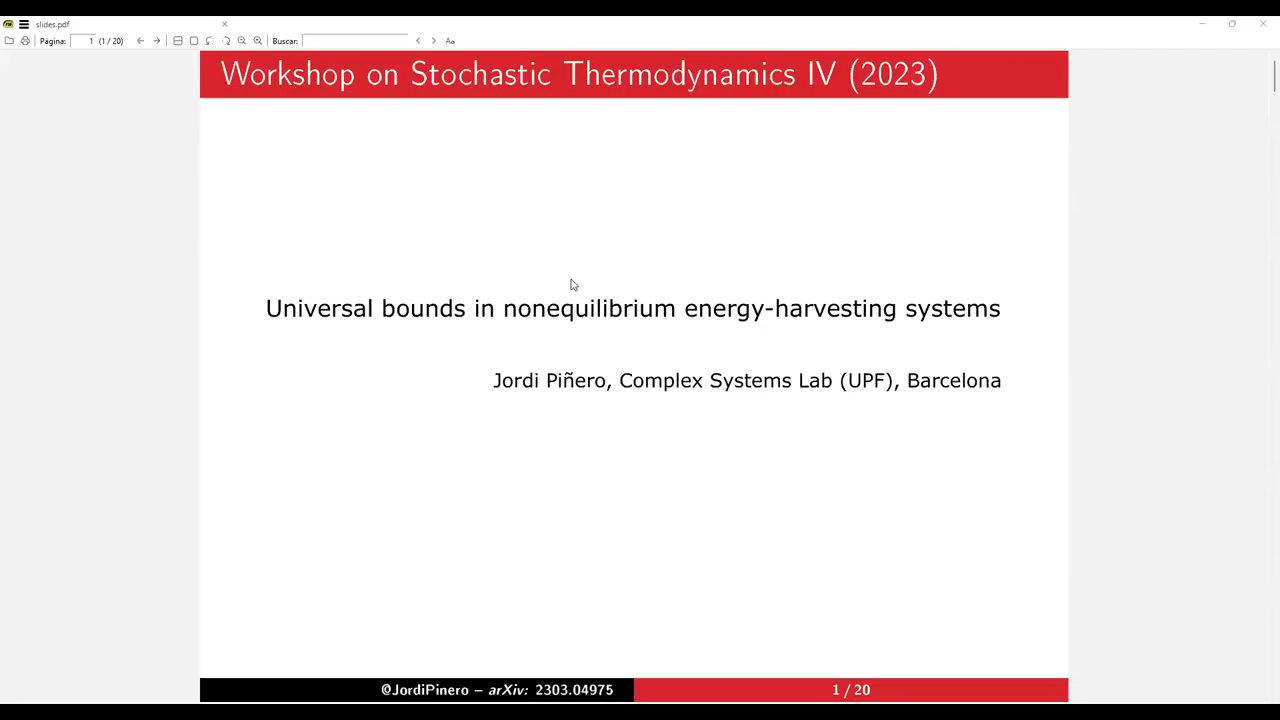 slides.pdf
Página: 1 (1 / 20) Buscar: Aa
Workshop on Stochastic Thermodynamics IV (2023)
Universal bounds in nonequilibrium energy-harvesting systems
Jordi Piñero, Complex Systems Lab (UPF), Barcelona
@JordiPinero – arXiv: 2303.04975 1 / 20